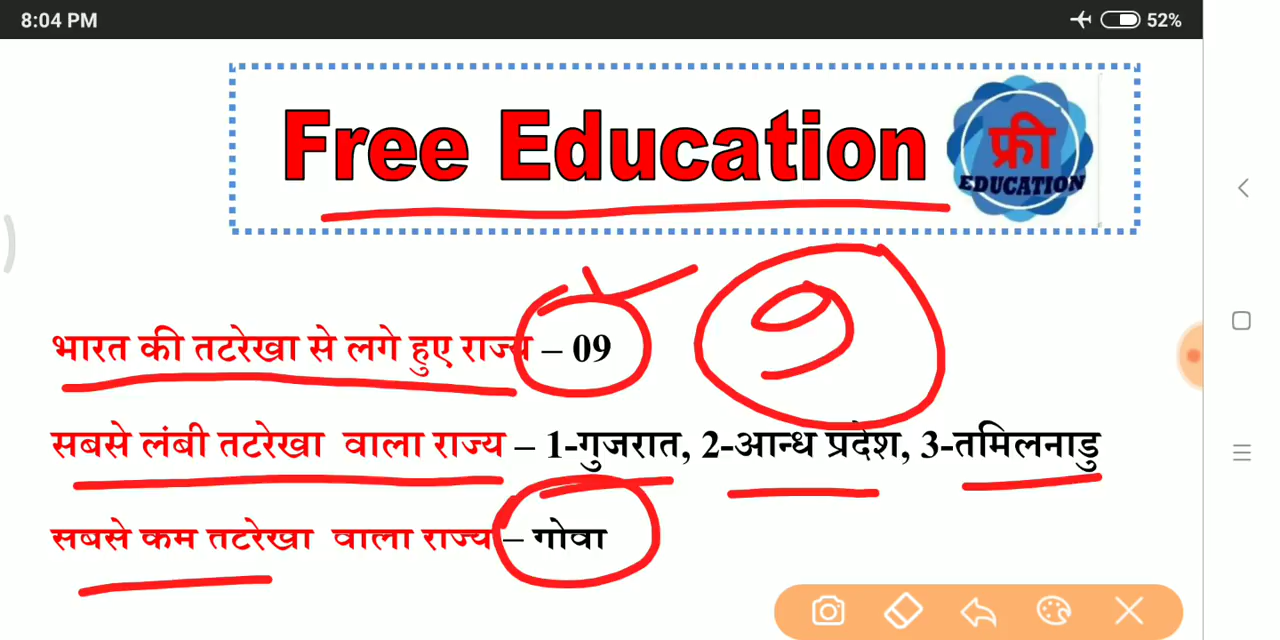 8:04 PM 52%
Free Education
फ्री
EDUCATION
भारत की तटरेखा से लगे हुए राज्य – 09
9
सबसे लंबी तटरेखा वाला राज्य – 1-गुजरात, 2-आन्ध प्रदेश, 3-तमिलनाडु
सबसे कम तटरेखा वाला राज्य – गोवा